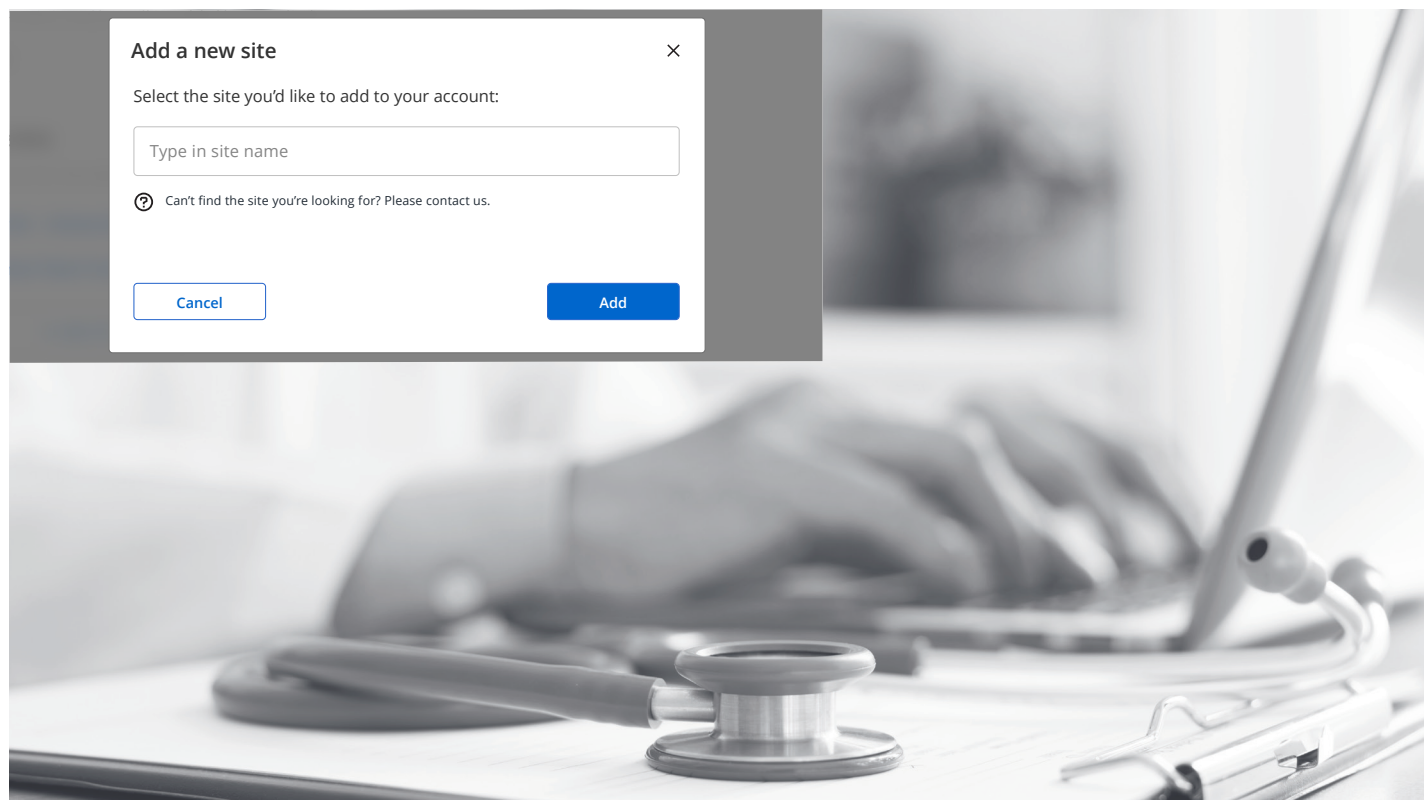 Add a new site
Select the site you’d like to add to your account:
Type in site name
Can’t find the site you’re looking for? Please contact us.
Cancel
Add